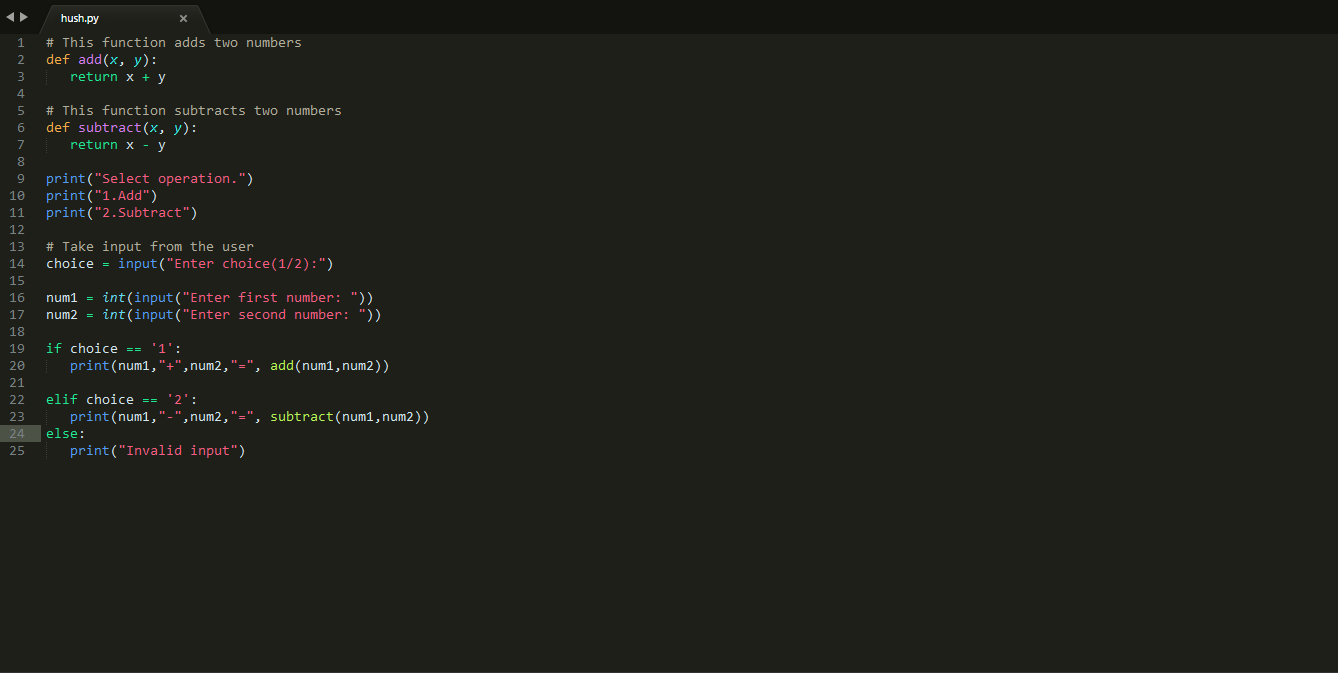 hush.py ×
1 # This function adds two numbers
2 def add(x, y):
3    return x + y
4
5 # This function subtracts two numbers
6 def subtract(x, y):
7    return x - y
8
9 print("Select operation.")
10 print("1.Add")
11 print("2.Subtract")
12
13 # Take input from the user
14 choice = input("Enter choice(1/2):")
15
16 num1 = int(input("Enter first number: "))
17 num2 = int(input("Enter second number: "))
18
19 if choice == '1':
20    print(num1,"+",num2,"=", add(num1,num2))
21
22 elif choice == '2':
23    print(num1,"-",num2,"=", subtract(num1,num2))
24 else:
25    print("Invalid input")